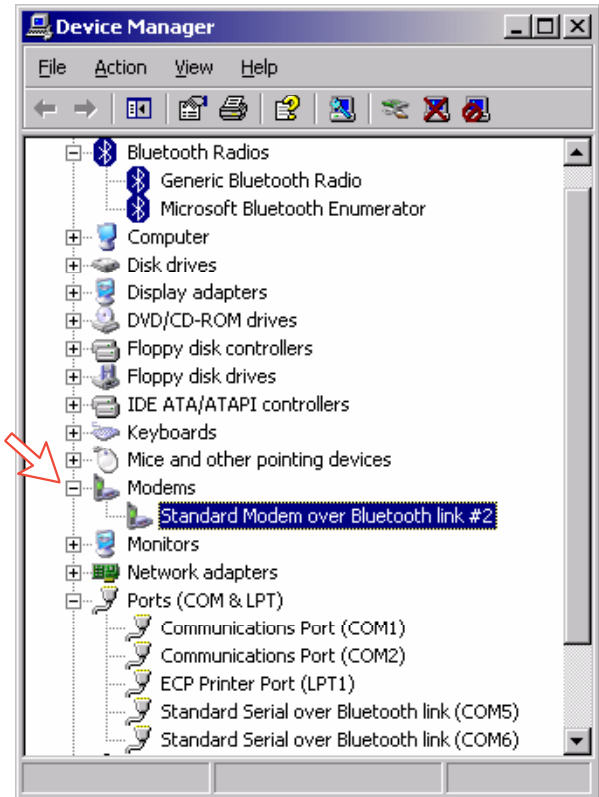 Device Manager
File Action View Help
Bluetooth Radios
Generic Bluetooth Radio
Microsoft Bluetooth Enumerator
Computer
Disk drives
Display adapters
DVD/CD-ROM drives
Floppy disk controllers
Floppy disk drives
IDE ATA/ATAPI controllers
Keyboards
Mice and other pointing devices
Modems
Standard Modem over Bluetooth link #2
Monitors
Network adapters
Ports (COM & LPT)
Communications Port (COM1)
Communications Port (COM2)
ECP Printer Port (LPT1)
Standard Serial over Bluetooth link (COM5)
Standard Serial over Bluetooth link (COM6)